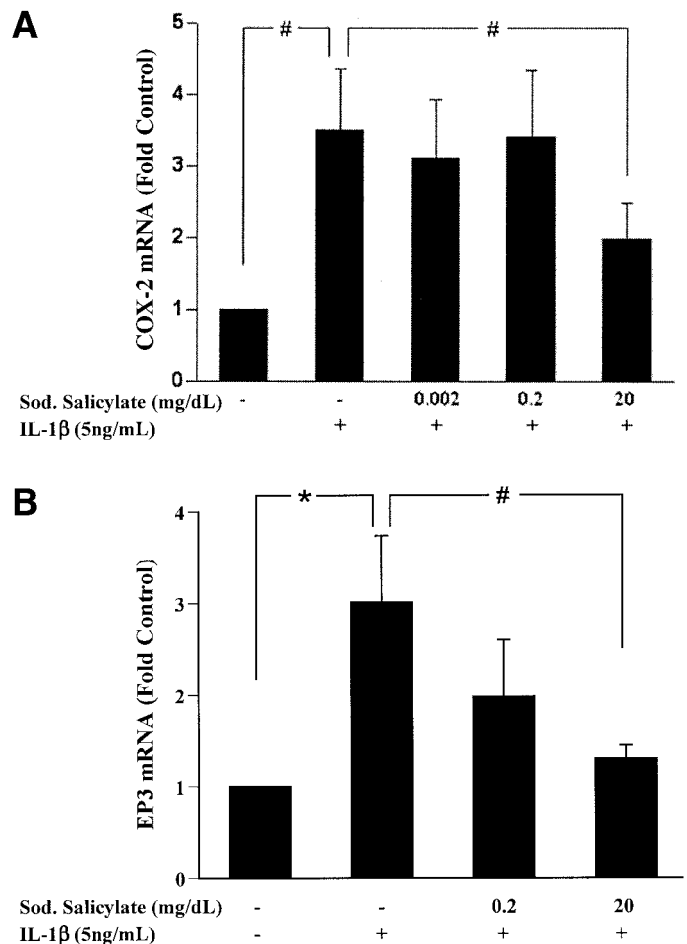 A
COX-2 mRNA (Fold Control)
5
4
3
2
1
0
# #
Sod. Salicylate (mg/dL) - - 0.002 0.2 20
IL-1β (5ng/mL) + + + +
B
EP3 mRNA (Fold Control)
4
3
2
1
0
* #
Sod. Salicylate (mg/dL) - - 0.2 20
IL-1β (5ng/mL) - + + +